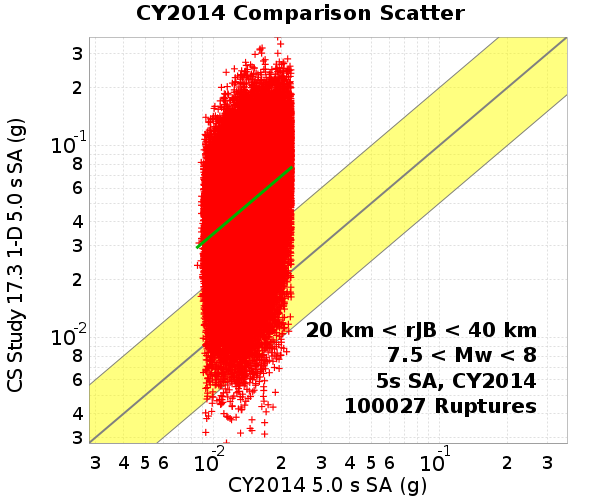 CY2014 Comparison Scatter
CS Study 17.3 1-D 5.0 s SA (g)
3
2
10-1
8
6
4
3
2
10-2
8
6
4
3
20 km < rJB < 40 km
7.5 < Mw < 8
5s SA, CY2014
100027 Ruptures
3 4 5 6 10-2 2 3 4 5 6 10-1 2 3
CY2014 5.0 s SA (g)